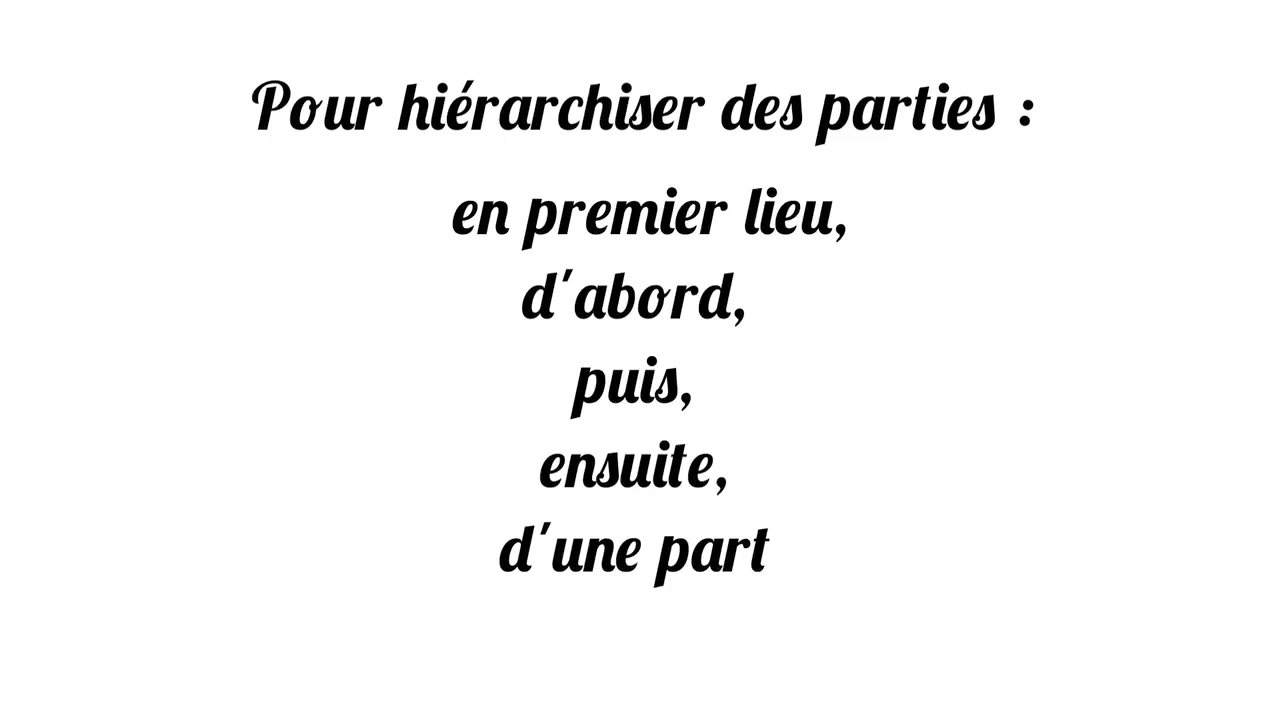 Pour hiérarchiser des parties :
en premier lieu,
d'abord,
puis,
ensuite,
d'une part